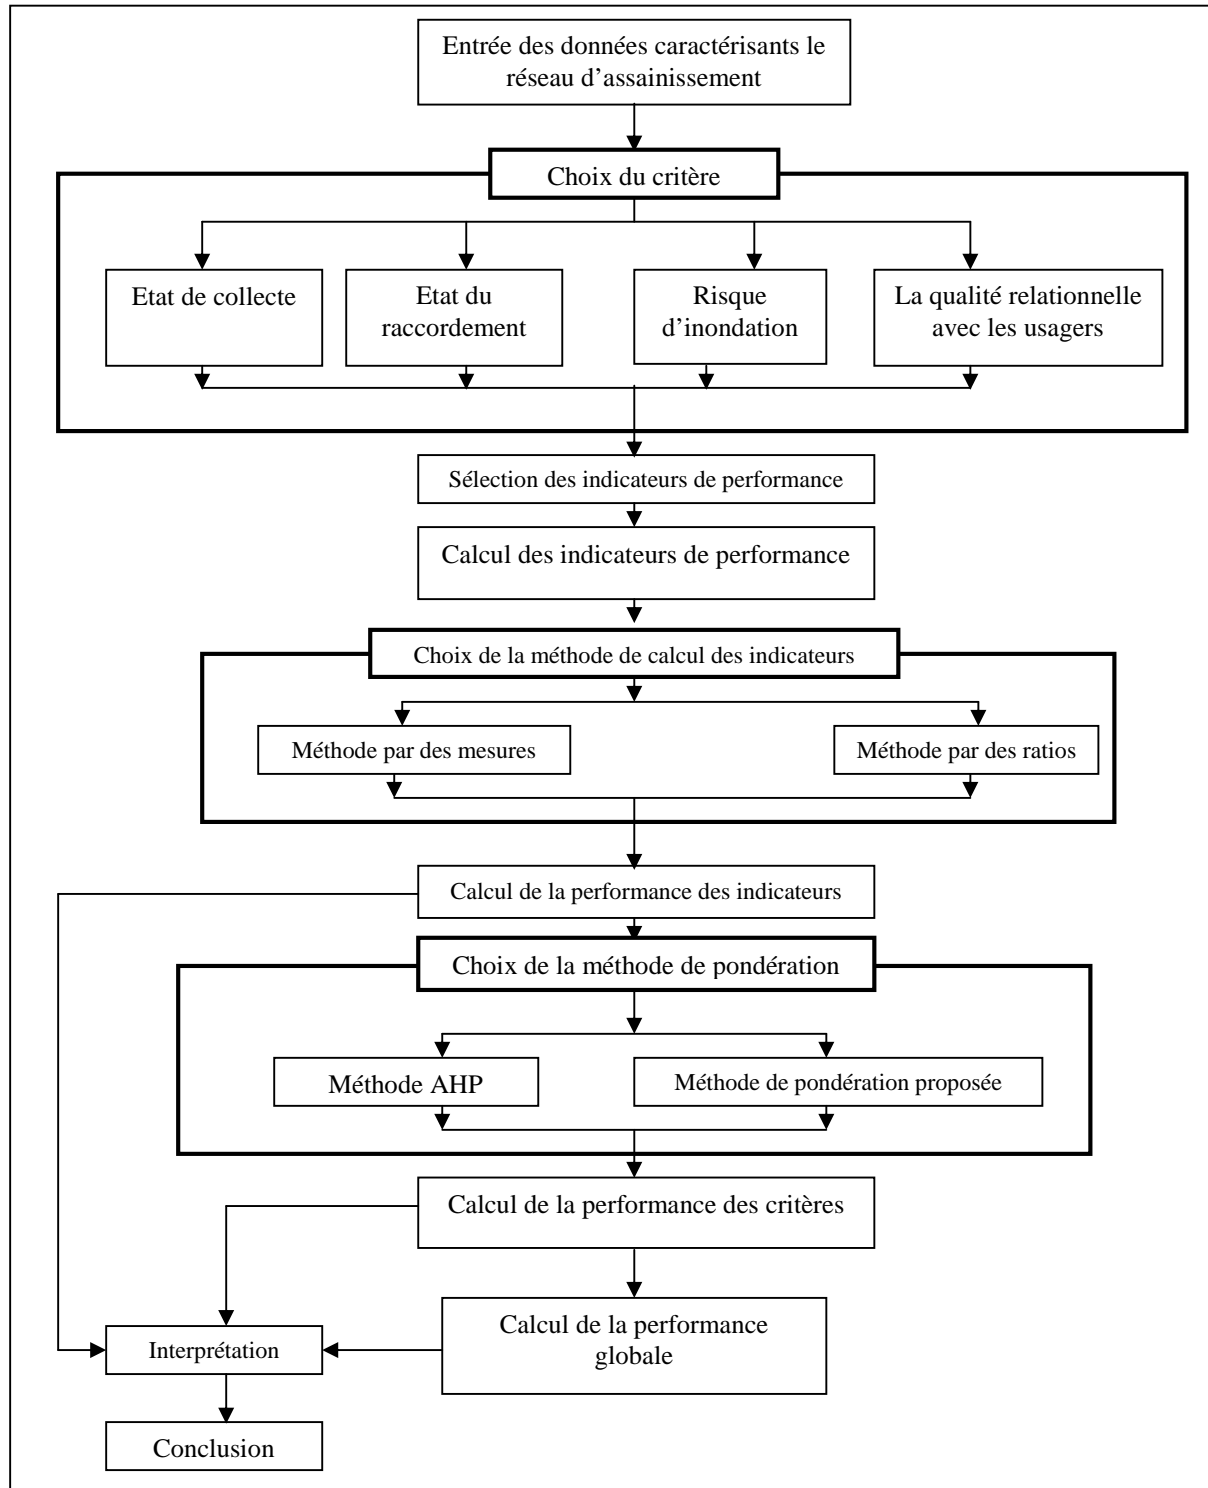 Entrée des données caractérisants le
réseau d’assainissement
Choix du critère
Etat de collecte
Etat du
raccordement
Risque
d’inondation
La qualité relationnelle
avec les usagers
Sélection des indicateurs de performance
Calcul des indicateurs de performance
Choix de la méthode de calcul des indicateurs
Méthode par des mesures
Méthode par des ratios
Calcul de la performance des indicateurs
Choix de la méthode de pondération
Méthode AHP
Méthode de pondération proposée
Calcul de la performance des critères
Calcul de la performance
globale
Interprétation
Conclusion